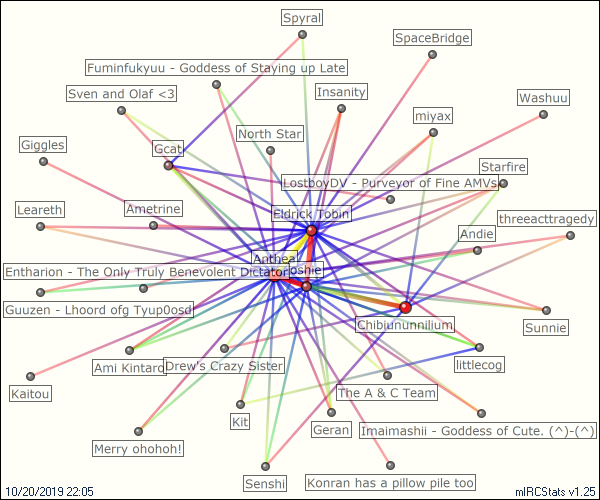 Spyral
SpaceBridge
Fuminfukyuu - Goddess of Staying up Late
Sven and Olaf <3
Insanity
Washuu
miyax
North Star
Giggles
Gcat
Starfire
LostboyDV - Purveyor of Fine AMVs
Leareth
Ametrine
Eldrick Tobin
threeacttragedy
Andie
Anthea
Entharion - The Only Truly Benevolent Dictator
oshie
Guuzen - Lhoord ofg Tyup0osd
Chibiununnilium
Sunnie
Ami Kintaro
Drew's Crazy Sister
littlecog
Kaitou
The A & C Team
Kit
Geran
Imaimashii - Goddess of Cute. (^)-(^)
Merry ohohoh!
Senshi
Konran has a pillow pile too
10/20/2019 22:05
mIRCStats v1.25